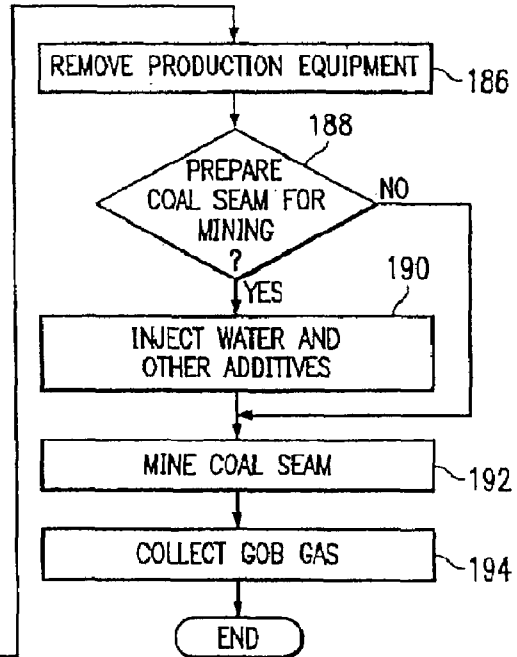 REMOVE PRODUCTION EQUIPMENT
186
188
PREPARE
COAL SEAM FOR
MINING
?
NO
YES
190
INJECT WATER AND
OTHER ADDITIVES
MINE COAL SEAM
192
COLLECT GOB GAS
194
END